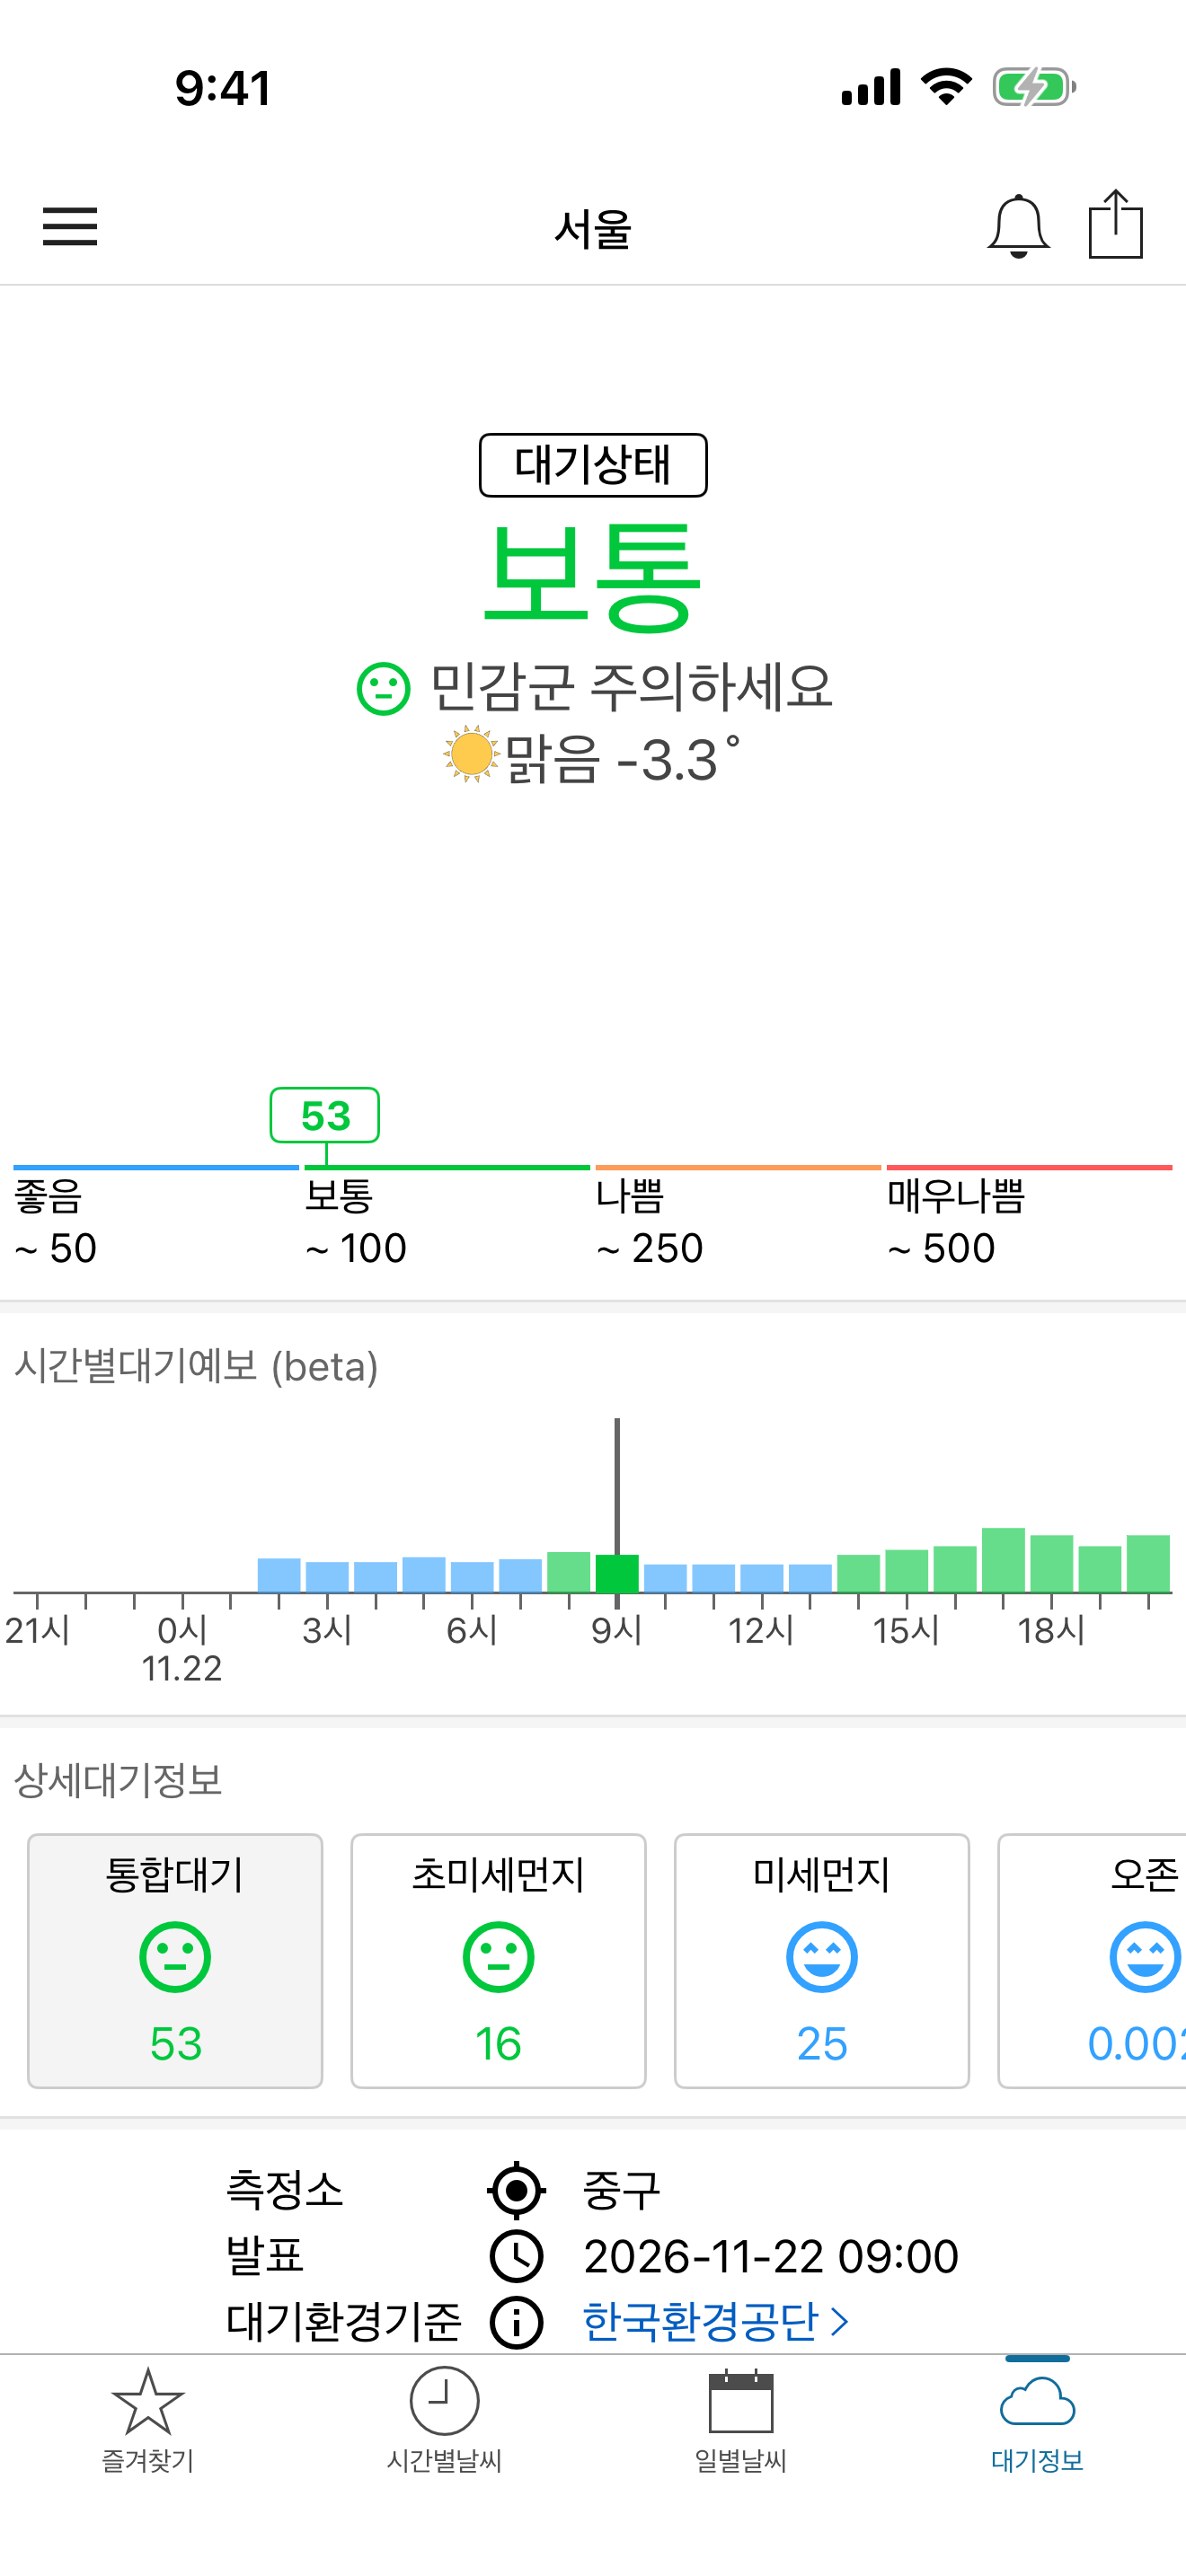 9:41
서울
대기상태
보통
민감군 주의하세요
맑음 -3.3˚
53
좋음 보통 나쁨 매우나쁨
~ 50 ~ 100 ~ 250 ~ 500
시간별대기예보 (beta)
21시 0시 3시 6시 9시 12시 15시 18시
11.22
상세대기정보
통합대기 초미세먼지 미세먼지 오존
53 16 25 0.002
측정소 중구
발표 2026-11-22 09:00
대기환경기준 한국환경공단
즐겨찾기 시간별날씨 일별날씨 대기정보